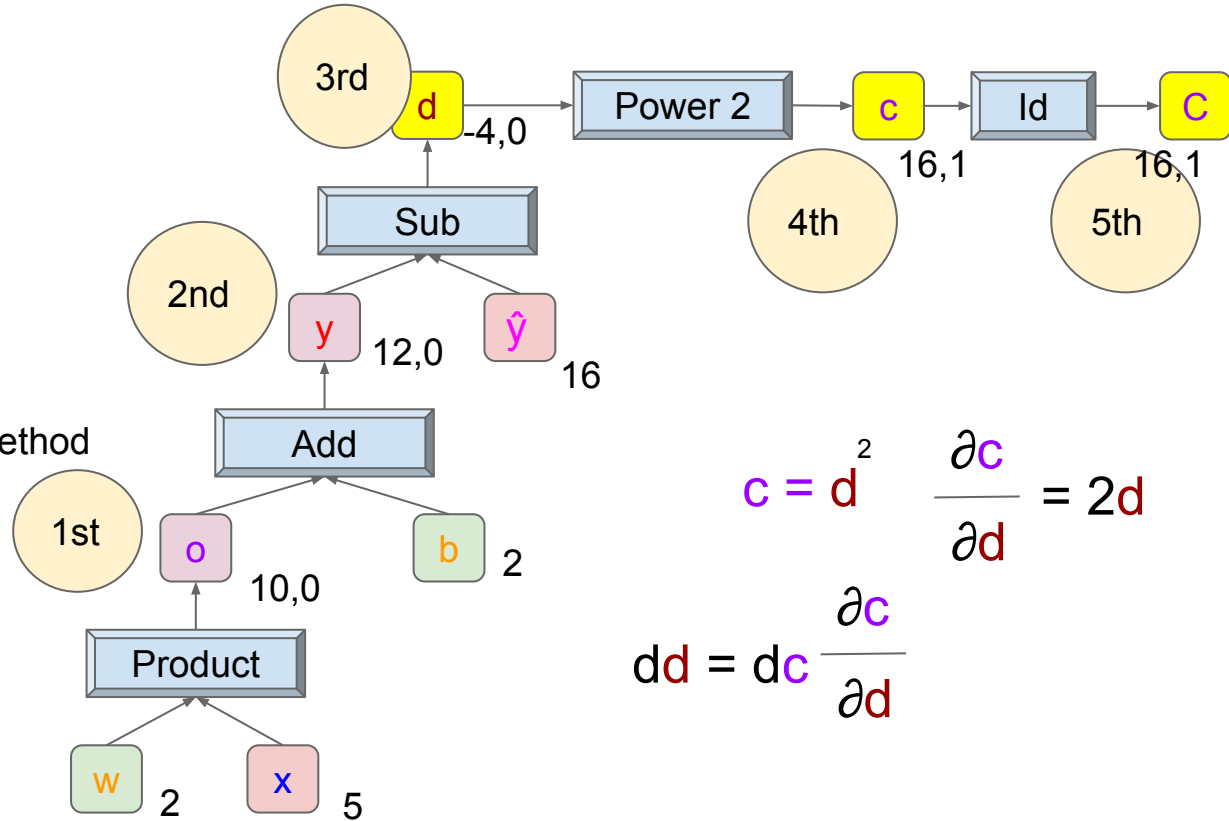 3rd
d
-4,0
Power 2
c
16,1
Id
C
16,1
Sub
4th
5th
2nd
y
12,0
ŷ
16
ethod
Add
1st
o
10,0
b
2
c = d²
∂c
∂d
= 2d
dd = dc
∂c
∂d
Product
w
2
x
5